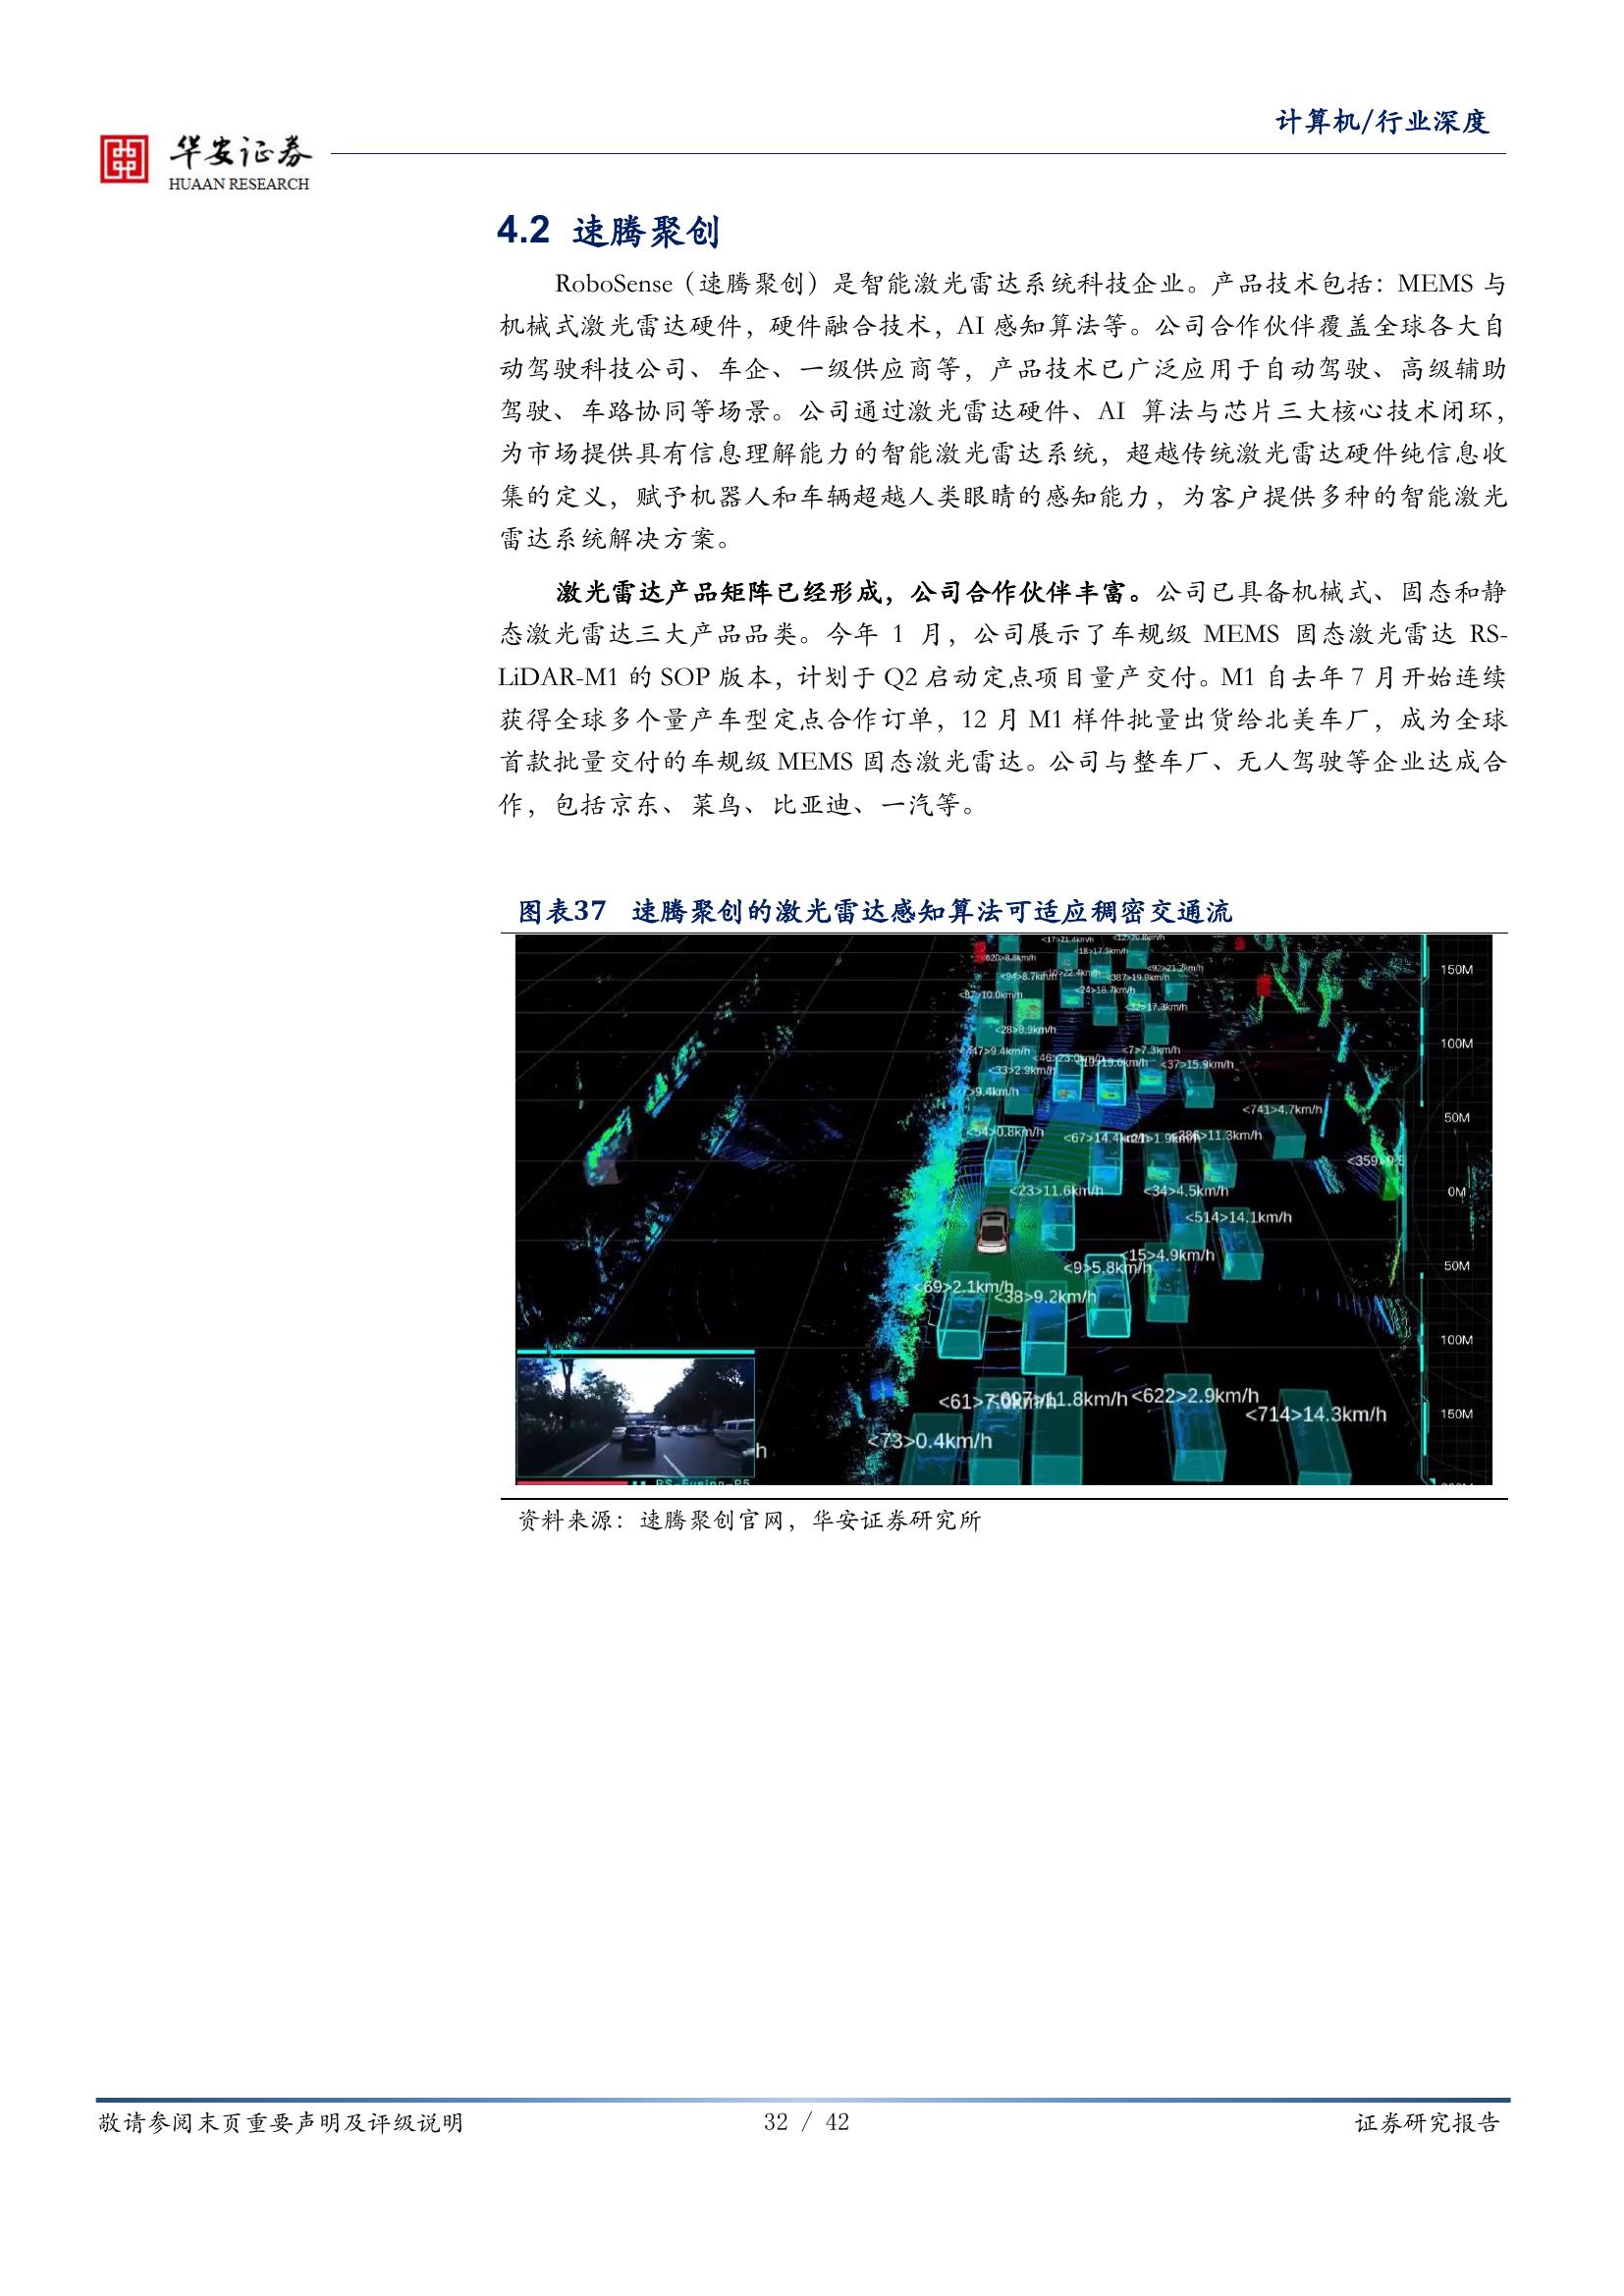 计算机/行业深度
华安证券
HUAAN RESEARCH
4.2 速腾聚创
RoboSense（速腾聚创）是智能激光雷达系统科技企业。产品技术包括：MEMS 与
机械式激光雷达硬件，硬件融合技术，AI 感知算法等。公司合作伙伴覆盖全球各大自
动驾驶科技公司、车企、一级供应商等，产品技术已广泛应用于自动驾驶、高级辅助
驾驶、车路协同等场景。公司通过激光雷达硬件、AI 算法与芯片三大核心技术闭环，
为市场提供具有信息理解能力的智能激光雷达系统，超越传统激光雷达硬件纯信息收
集的定义，赋予机器人和车辆超越人类眼睛的感知能力，为客户提供多种的智能激光
雷达系统解决方案。
激光雷达产品矩阵已经形成，公司合作伙伴丰富。公司已具备机械式、固态和静
态激光雷达三大产品品类。今年 1 月，公司展示了车规级 MEMS 固态激光雷达 RS-
LiDAR-M1 的 SOP 版本，计划于 Q2 启动定点项目量产交付。M1 自去年 7 月开始连续
获得全球多个量产车型定点合作订单，12 月 M1 样件批量出货给北美车厂，成为全球
首款批量交付的车规级 MEMS 固态激光雷达。公司与整车厂、无人驾驶等企业达成合
作，包括京东、菜鸟、比亚迪、一汽等。
图表37 速腾聚创的激光雷达感知算法可适应稠密交通流
<28>9.9km/h
<33>2.9km/h
<7>7.3km/h
<37>15.9km/h
<741>4.7km/h
<54>0.8km/h
<23>11.6km/h
<34>4.5km/h
<514>14.1km/h
<15>4.9km/h
<9>5.8km/h
<69>2.1km/h
<38>9.2km/h
<622>2.9km/h
<714>14.3km/h
<73>0.4km/h
150M
100M
50M
0M
50M
100M
150M
资料来源：速腾聚创官网，华安证券研究所
敬请参阅末页重要声明及评级说明
32 / 42
证券研究报告